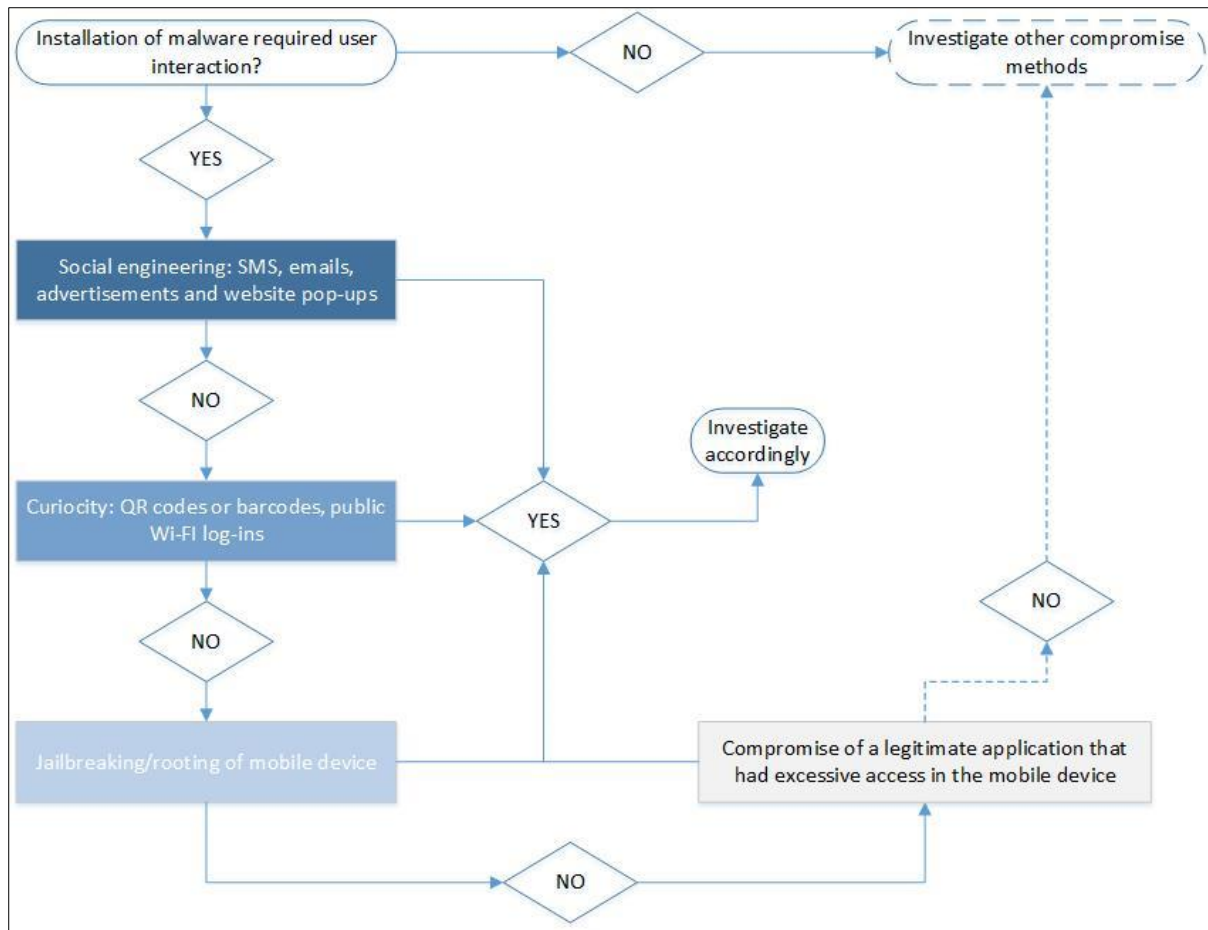 Installation of malware required user
interaction?
NO
Investigate other compromise
methods
YES
Social engineering: SMS, emails,
advertisements and website pop-ups
NO
Investigate
accordingly
Curiocity: QR codes or barcodes, public
Wi-FI log-ins
YES
NO
NO
Jailbreaking/rooting of mobile device
Compromise of a legitimate application that
had excessive access in the mobile device
NO